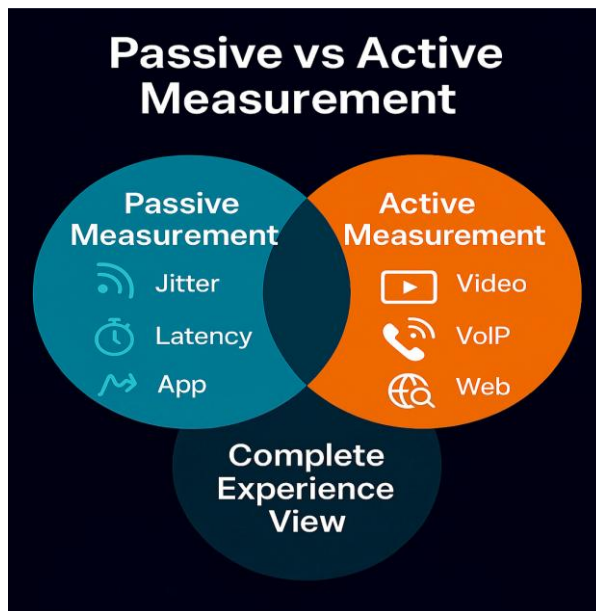 Passive vs Active
Measurement
Passive
Measurement
Jitter
Latency
App
Active
Measurement
Video
VoIP
Web
Complete
Experience
View